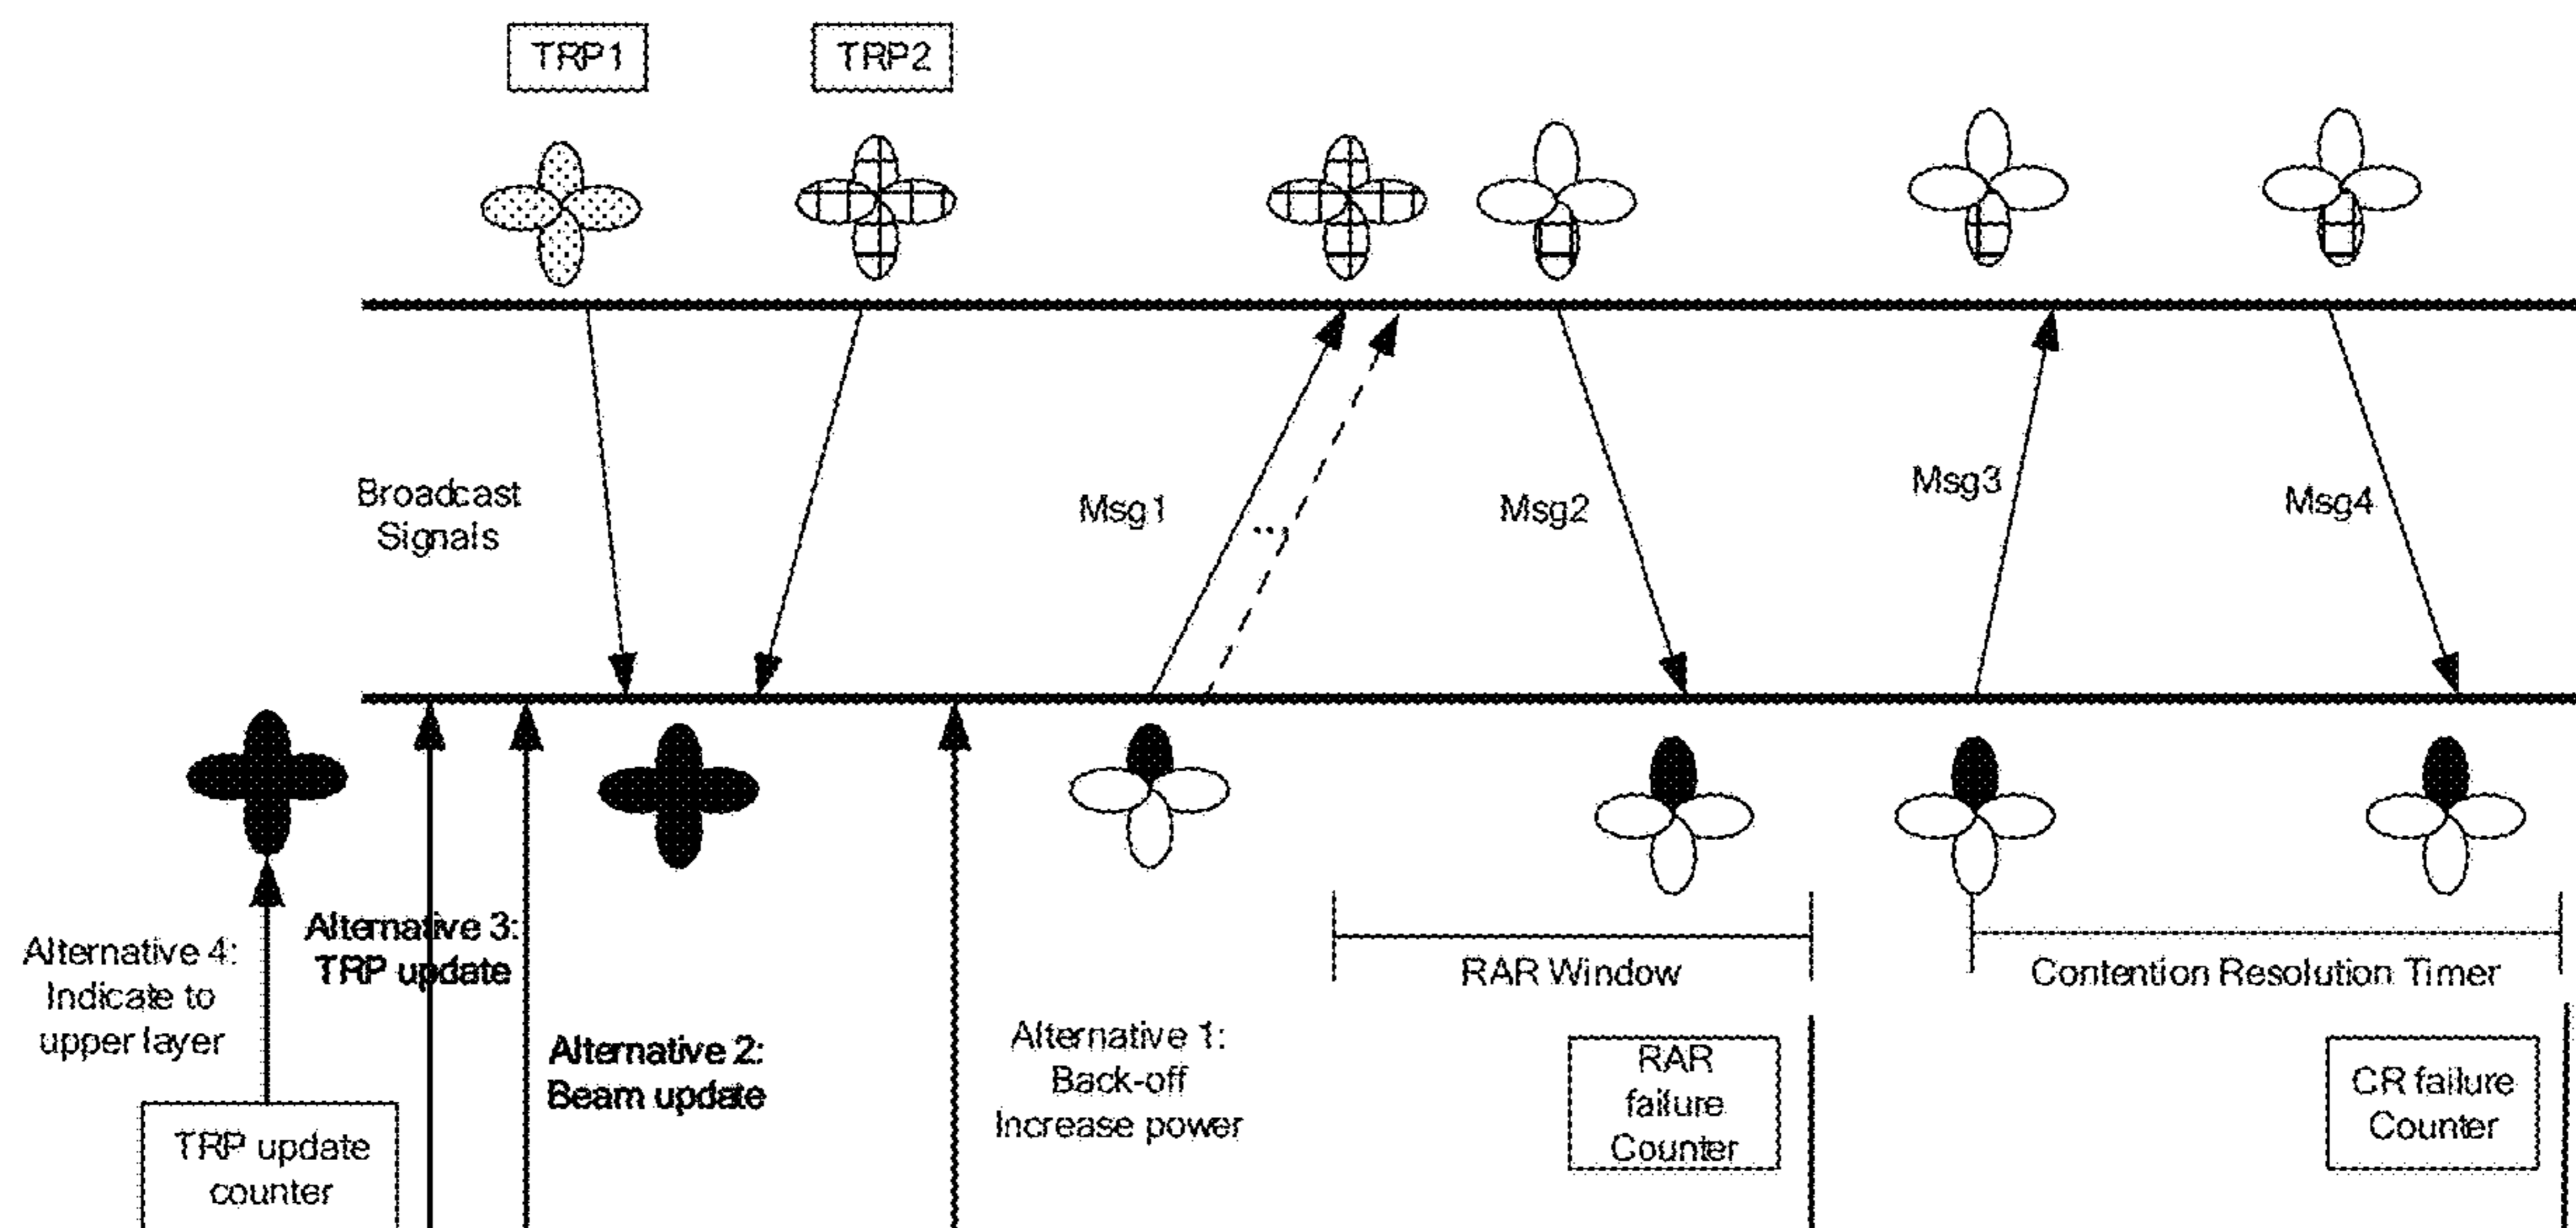 TRP1
TRP2
Broadcast
Signals
Msg1
Msg2
Msg3
Msg4
Alternative 4:
Indicate to
upper layer
Alternative 3:
TRP update
Alternative 2:
Beam update
Alternative 1:
Back-off
Increase power
RAR Window
Contention Resolution Timer
RAR
failure
Counter
CR failure
Counter
TRP update
counter